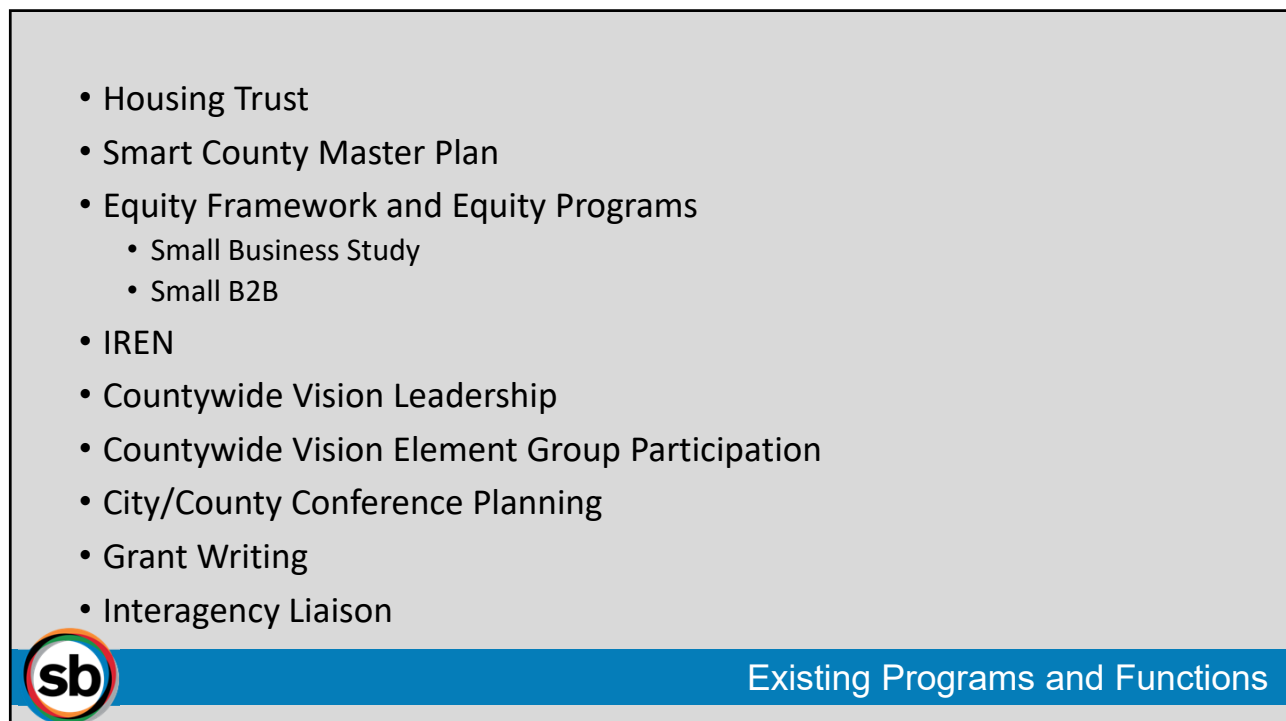 • Housing Trust
• Smart County Master Plan
• Equity Framework and Equity Programs
• Small Business Study
• Small B2B
• IREN
• Countywide Vision Leadership
• Countywide Vision Element Group Participation
• City/County Conference Planning
• Grant Writing
• Interagency Liaison
sb
Existing Programs and Functions